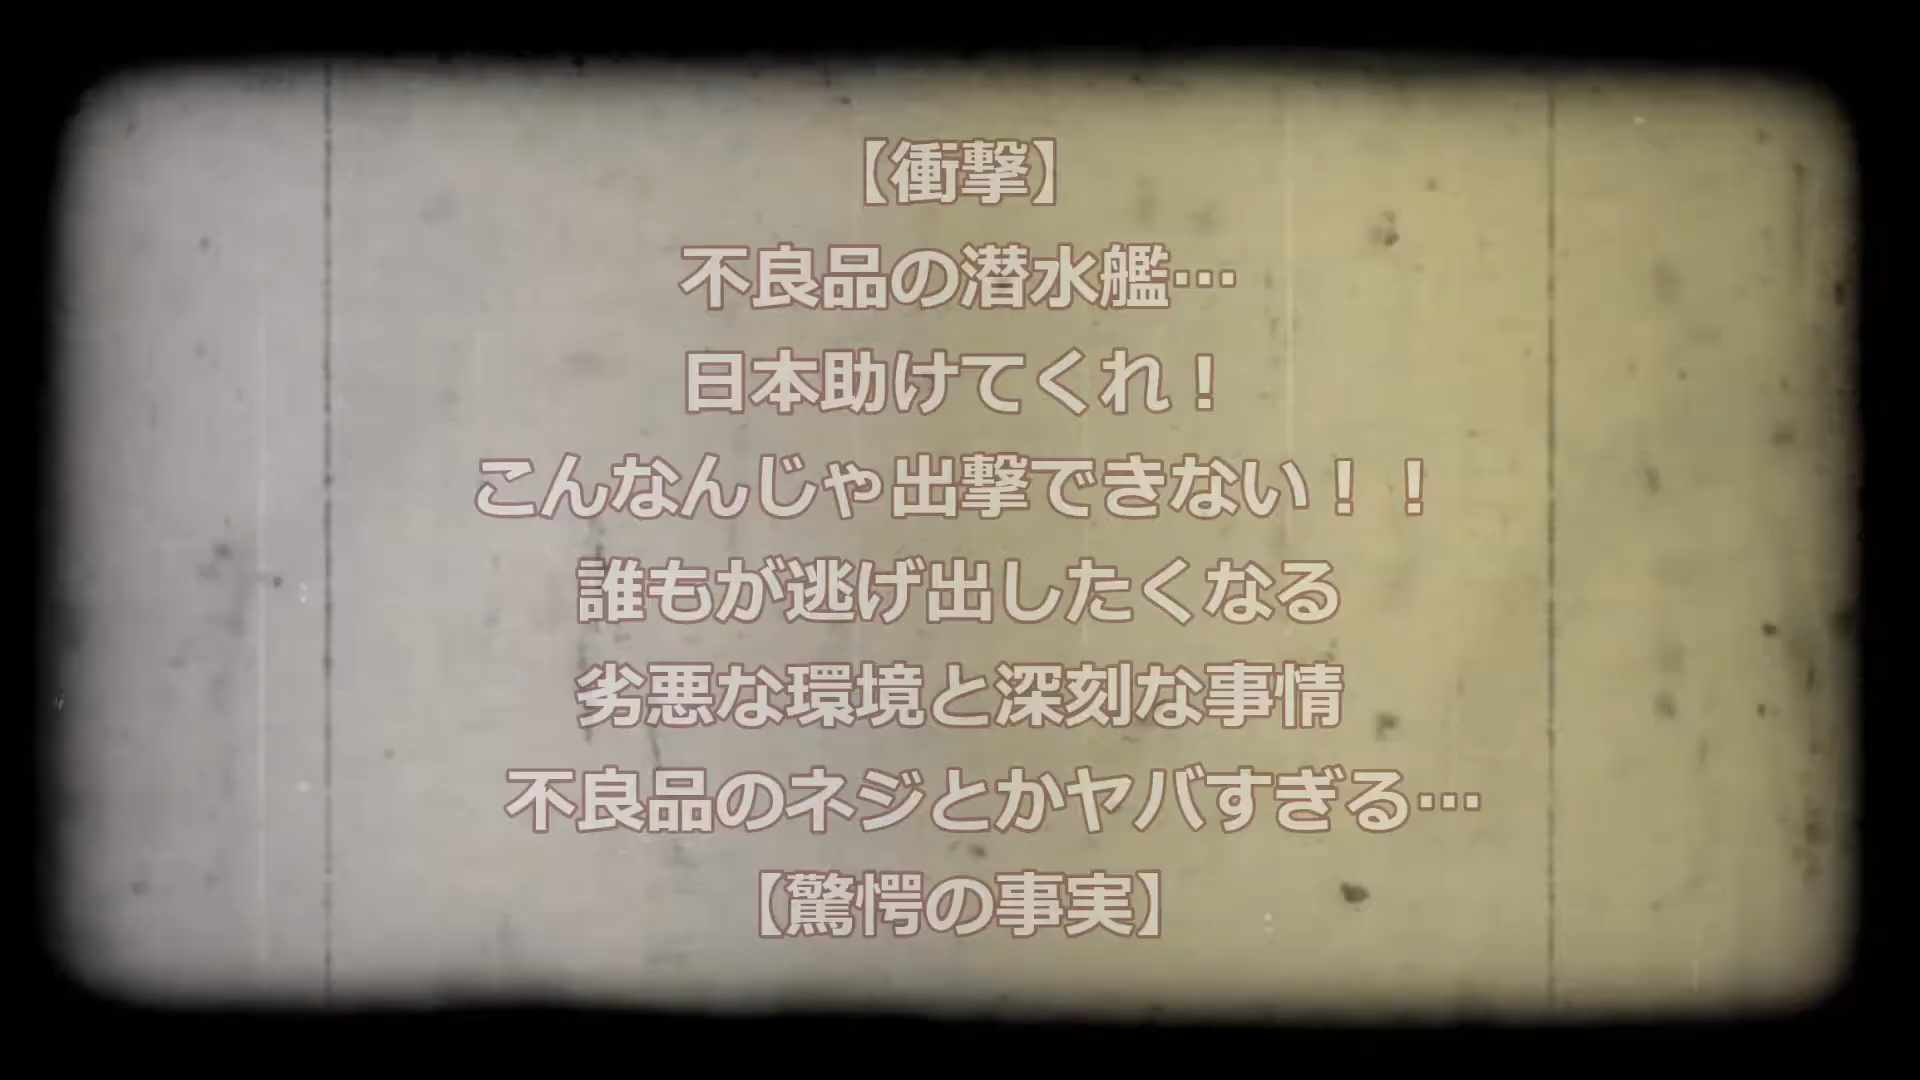 【衝撃】
不良品の潜水艦…
日本助けてくれ！
こんなんじゃ出撃できない！！
誰もが逃げ出したくなる
劣悪な環境と深刻な事情
不良品のネジとかヤバすぎる…
【驚愕の事実】